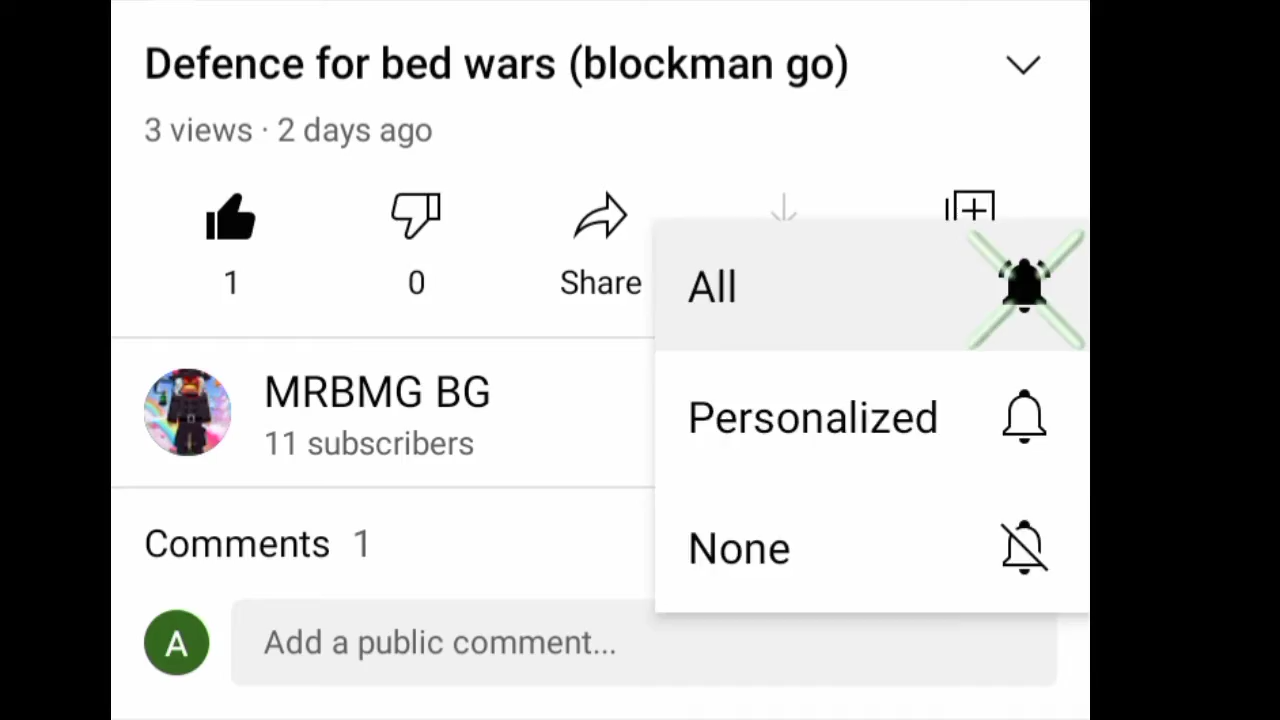 Defence for bed wars (blockman go)
3 views · 2 days ago
1
0
Share
All
Personalized
None
MRBMG BG
11 subscribers
Comments 1
A
Add a public comment...